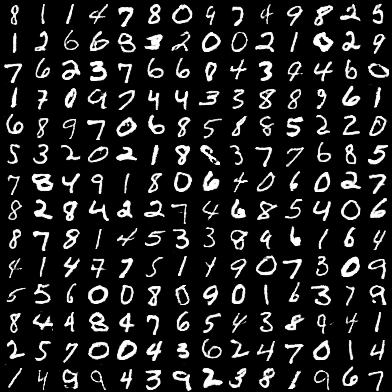 8 1 1 4 7 8 0 9 7 4 9 8 2 5
1 2 6 6 8 3 2 0 0 2 1 0 2 9
7 6 2 3 7 6 6 0 4 3 9 4 6 0
1 7 0 9 7 4 4 3 3 8 8 9 6 1
6 8 9 7 0 6 8 5 8 8 5 2 2 0
5 3 2 0 2 1 8 8 3 7 7 6 8 5
7 8 4 9 1 8 0 6 4 0 6 0 2 7
8 2 8 4 2 2 7 4 6 8 5 4 0 6
8 7 8 1 4 5 3 3 8 9 6 1 6 4
4 1 4 7 7 5 1 4 9 0 7 3 0 9
5 5 6 0 0 8 0 9 0 1 6 3 7 9
8 4 4 8 4 7 6 5 4 3 8 9 4 1
2 5 7 0 0 4 3 6 2 4 7 0 1 4
1 4 9 9 4 3 9 2 3 8 1 9 6 7